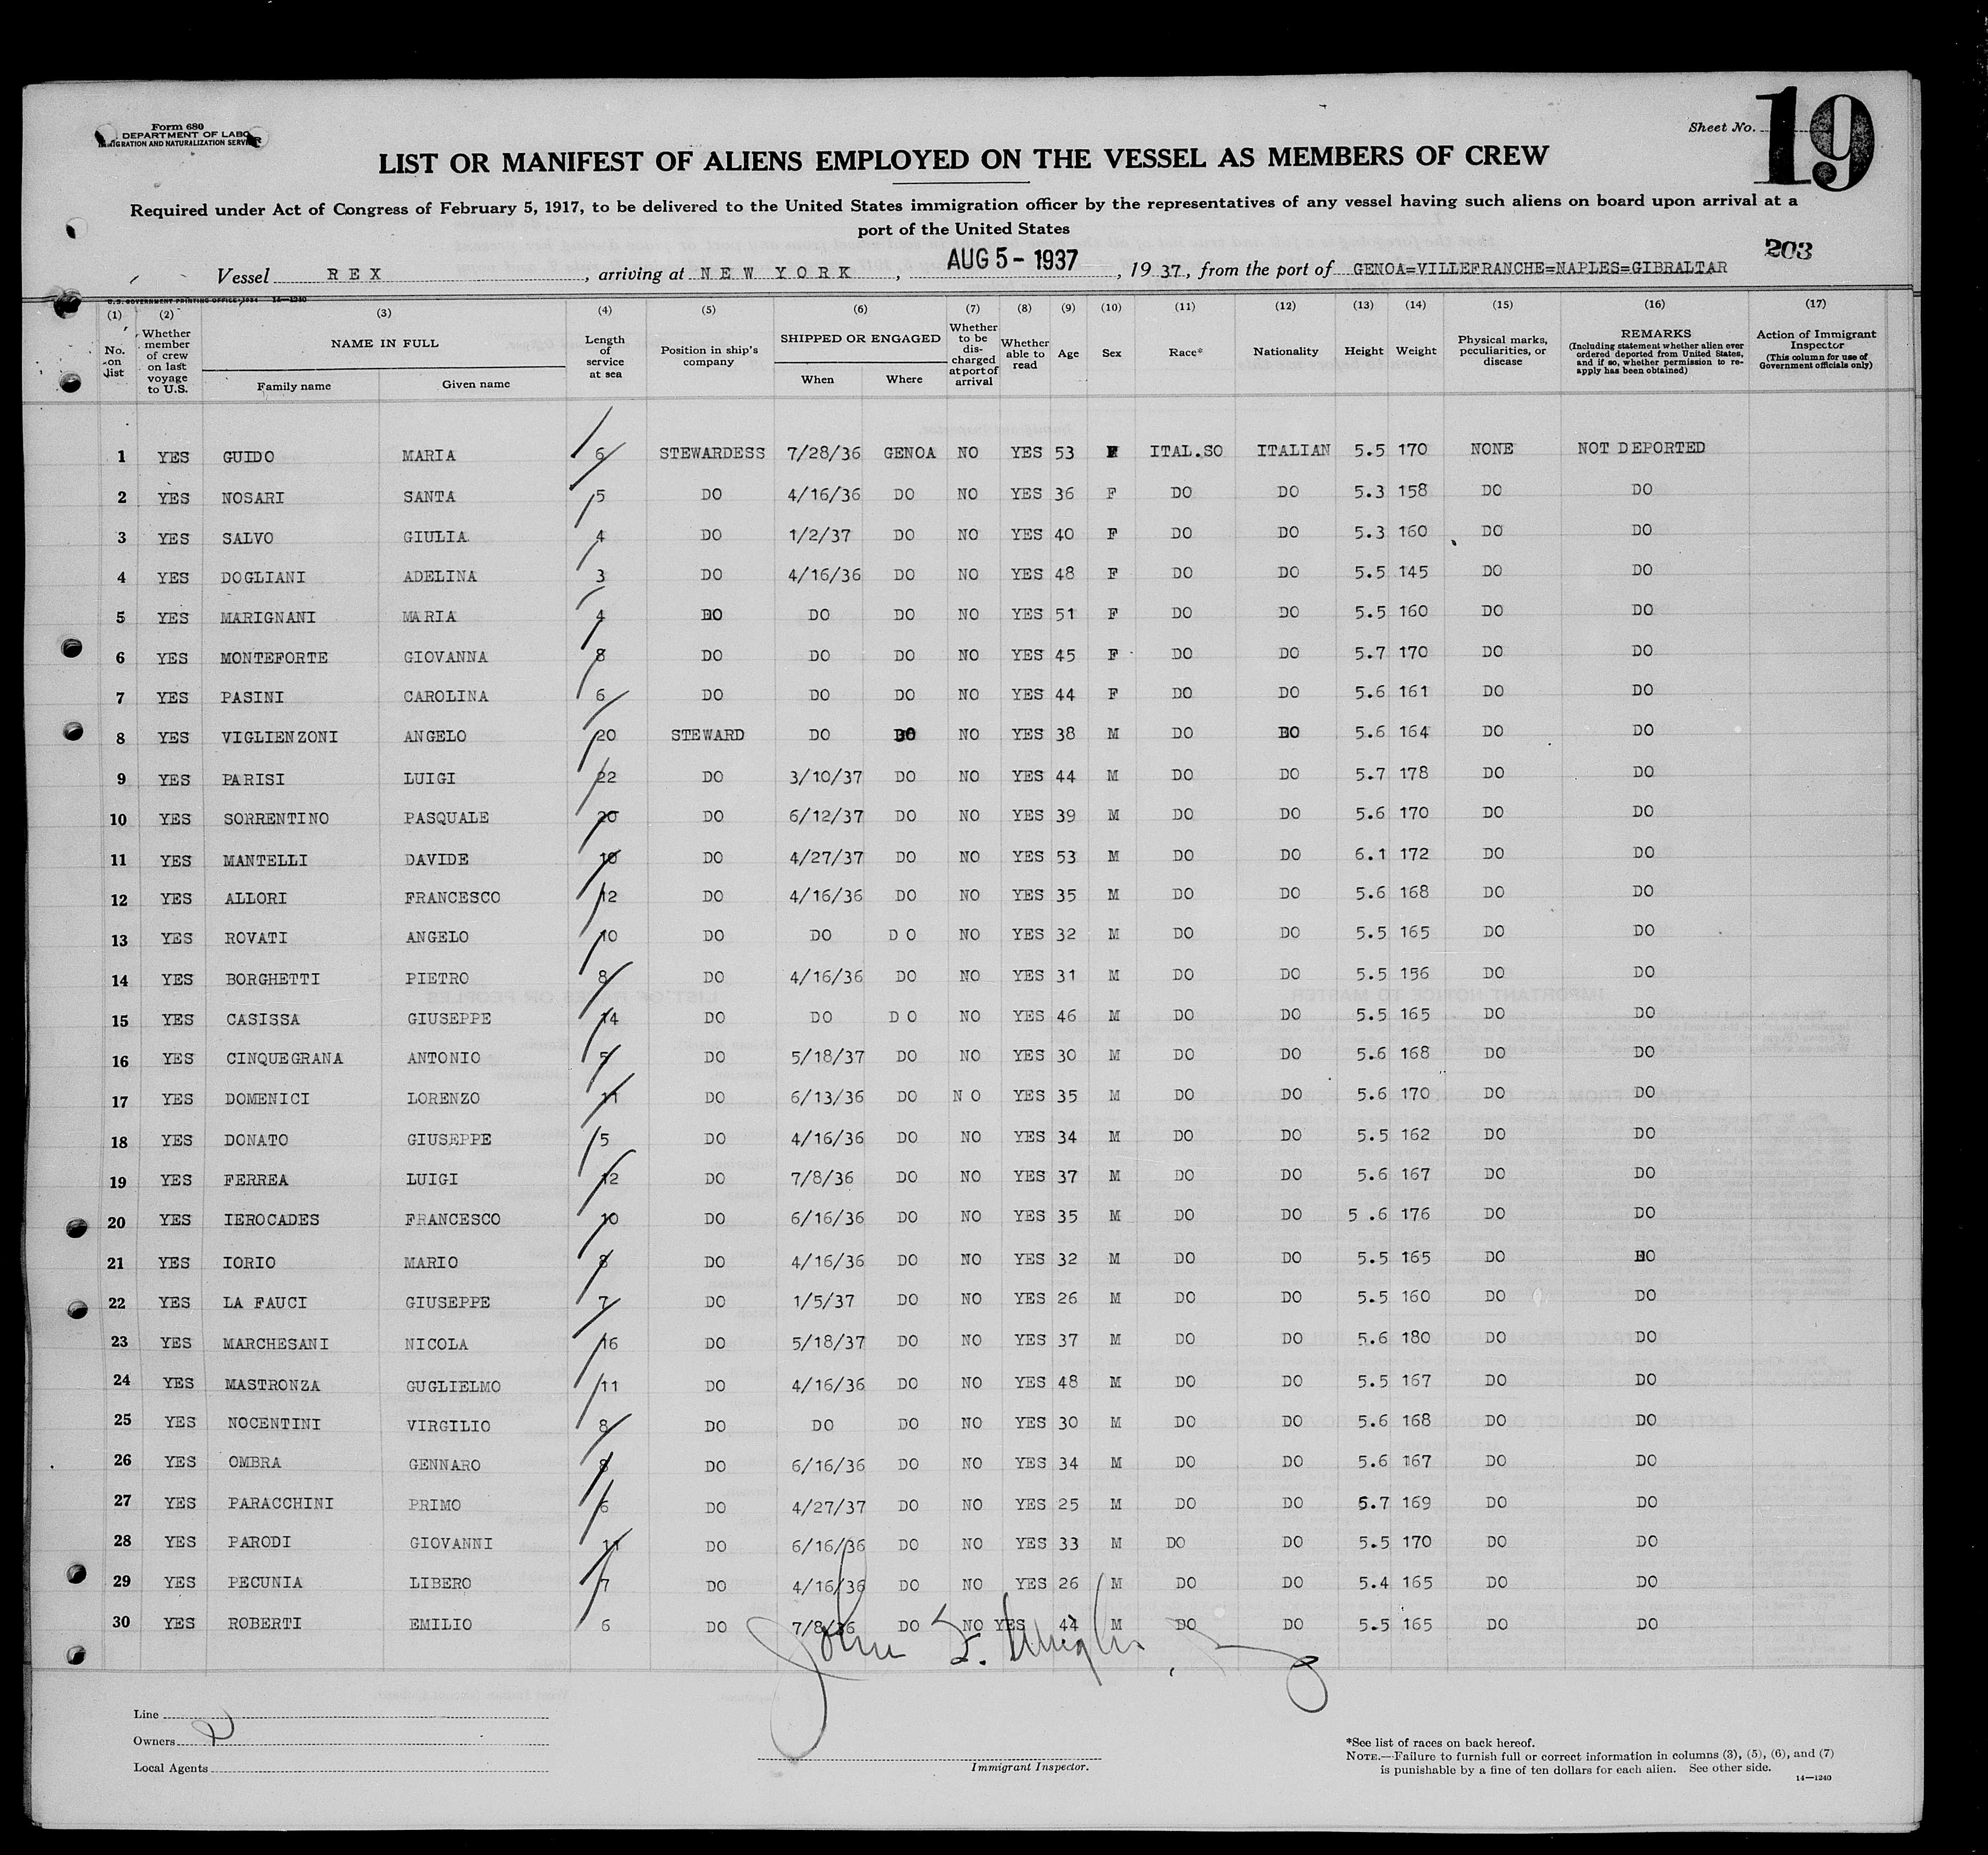 Form 680
DEPARTMENT OF LABO
IGRATION AND NATURALIZATION SERV
Sheet No. 19
LIST OR MANIFEST OF ALIENS EMPLOYED ON THE VESSEL AS MEMBERS OF CREW
Required under Act of Congress of February 5, 1917, to be delivered to the United States immigration officer by the representatives of any vessel having such aliens on board upon arrival at a
port of the United States
203
Vessel REX, arriving at NEW YORK, AUG 5 - 1937, 1937, from the port of GENOA=VILLEFRANCHE=NAPLES=GIBRALTAR
U.S. GOVERNMENT PRINTING OFFICE: 1934 14—1240
(1) (2) (3) (4) (5) (6) (7) (8) (9) (10) (11) (12) (13) (14) (15) (16) (17)
No. on list
Whether member of crew on last voyage to U.S.
NAME IN FULL
Family name
Given name
Length of service at sea
Position in ship's company
SHIPPED OR ENGAGED
When
Where
Whether to be discharged at port of arrival
Whether able to read
Age
Sex
Race*
Nationality
Height
Weight
Physical marks, peculiarities, or disease
REMARKS
(Including statement whether alien ever ordered deported from United States, and if so, whether permission to reapply has been obtained)
Action of Immigrant Inspector
(This column for use of Government officials only)
1 YES GUIDO MARIA 6 STEWARDESS 7/28/36 GENOA NO YES 53 F ITAL.SO ITALIAN 5.5 170 NONE NOT DEPORTED
2 YES NOSARI SANTA 5 DO 4/16/36 DO NO YES 36 F DO DO 5.3 158 DO DO
3 YES SALVO GIULIA 4 DO 1/2/37 DO NO YES 40 F DO DO 5.3 160 DO DO
4 YES DOGLIANI ADELINA 3 DO 4/16/36 DO NO YES 48 F DO DO 5.5 145 DO DO
5 YES MARIGNANI MARIA 4 DO DO DO NO YES 51 F DO DO 5.5 160 DO DO
6 YES MONTEFORTE GIOVANNA 8 DO DO DO NO YES 45 F DO DO 5.7 170 DO DO
7 YES PASINI CAROLINA 6 DO DO DO NO YES 44 F DO DO 5.6 161 DO DO
8 YES VIGLIENZONI ANGELO 20 STEWARD DO DO NO YES 38 M DO DO 5.6 164 DO DO
9 YES PARISI LUIGI 22 DO 3/10/37 DO NO YES 44 M DO DO 5.7 178 DO DO
10 YES SORRENTINO PASQUALE 20 DO 6/12/37 DO NO YES 39 M DO DO 5.6 170 DO DO
11 YES MANTELLI DAVIDE 10 DO 4/27/37 DO NO YES 53 M DO DO 6.1 172 DO DO
12 YES ALLORI FRANCESCO 12 DO 4/16/36 DO NO YES 35 M DO DO 5.6 168 DO DO
13 YES ROVATI ANGELO 10 DO DO D O NO YES 32 M DO DO 5.5 165 DO DO
14 YES BORGHETTI PIETRO 8 DO 4/16/36 DO NO YES 31 M DO DO 5.5 156 DO DO
15 YES CASISSA GIUSEPPE 14 DO DO D O NO YES 46 M DO DO 5.5 165 DO DO
16 YES CINQUEGRANA ANTONIO 5 DO 5/18/37 DO NO YES 30 M DO DO 5.6 168 DO DO
17 YES DOMENICI LORENZO 11 DO 6/13/36 DO N O YES 35 M DO DO 5.6 170 DO DO
18 YES DONATO GIUSEPPE 5 DO 4/16/36 DO NO YES 34 M DO DO 5.5 162 DO DO
19 YES FERREA LUIGI 12 DO 7/8/36 DO NO YES 37 M DO DO 5.6 167 DO DO
20 YES IEROCADES FRANCESCO 10 DO 6/16/36 DO NO YES 35 M DO DO 5 .6 176 DO DO
21 YES IORIO MARIO 8 DO 4/16/36 DO NO YES 32 M DO DO 5.5 165 DO DO
22 YES LA FAUCI GIUSEPPE 7 DO 1/5/37 DO NO YES 26 M DO DO 5.5 160 DO DO
23 YES MARCHESANI NICOLA 16 DO 5/18/37 DO NO YES 37 M DO DO 5.6 180 DO DO
24 YES MASTRONZA GUGLIELMO 11 DO 4/16/36 DO NO YES 48 M DO DO 5.5 167 DO DO
25 YES NOCENTINI VIRGILIO 8 DO DO DO NO YES 30 M DO DO 5.6 168 DO DO
26 YES OMBRA GENNARO 8 DO 6/16/36 DO NO YES 34 M DO DO 5.6 167 DO DO
27 YES PARACCHINI PRIMO 6 DO 4/27/37 DO NO YES 25 M DO DO 5.7 169 DO DO
28 YES PARODI GIOVANNI 11 DO 6/16/36 DO NO YES 33 M DO DO 5.5 170 DO DO
29 YES PECUNIA LIBERO 7 DO 4/16/36 DO NO YES 26 M DO DO 5.4 165 DO DO
30 YES ROBERTI EMILIO 6 DO 7/8/36 DO NO YES 44 M DO DO 5.5 165 DO DO
John
Line
Owners
Local Agents
Immigrant Inspector.
*See list of races on back hereof.
NOTE.—Failure to furnish full or correct information in columns (3), (5), (6), and (7)
is punishable by a fine of ten dollars for each alien. See other side.
14—1240